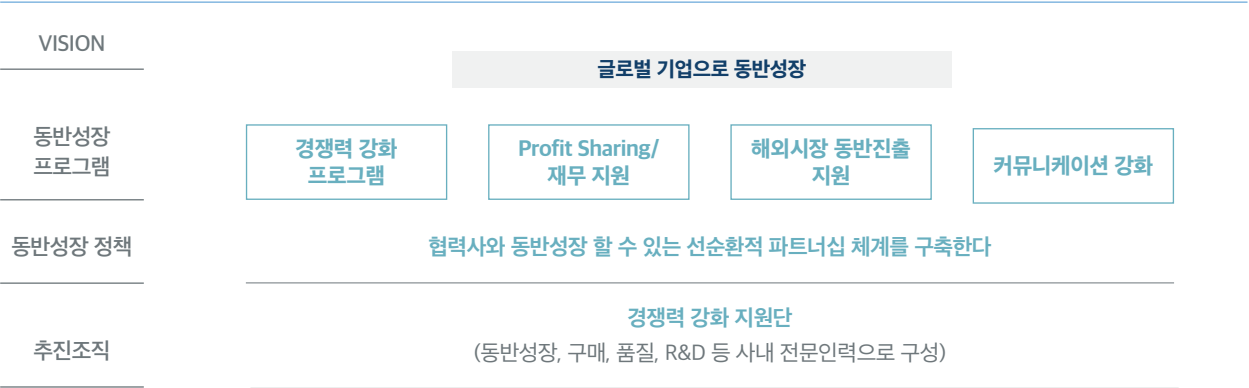 VISION
글로벌 기업으로 동반성장
동반성장
프로그램
경쟁력 강화
프로그램
Profit Sharing/
재무 지원
해외시장 동반진출
지원
커뮤니케이션 강화
동반성장 정책
협력사와 동반성장 할 수 있는 선순환적 파트너십 체계를 구축한다
추진조직
경쟁력 강화 지원단
(동반성장, 구매, 품질, R&D 등 사내 전문인력으로 구성)